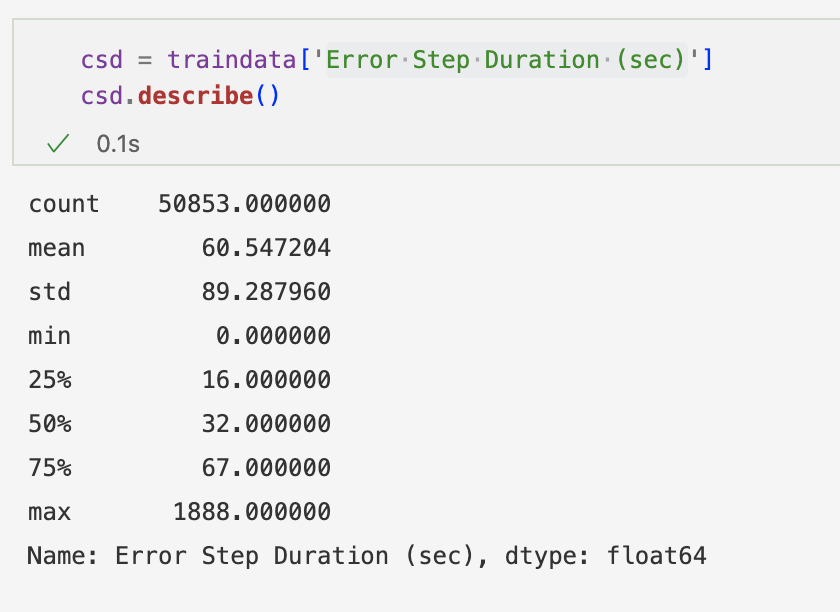 csd = traindata['Error·Step·Duration·(sec)']
csd.describe()
0.1s
count 50853.000000
mean 60.547204
std 89.287960
min 0.000000
25% 16.000000
50% 32.000000
75% 67.000000
max 1888.000000
Name: Error Step Duration (sec), dtype: float64